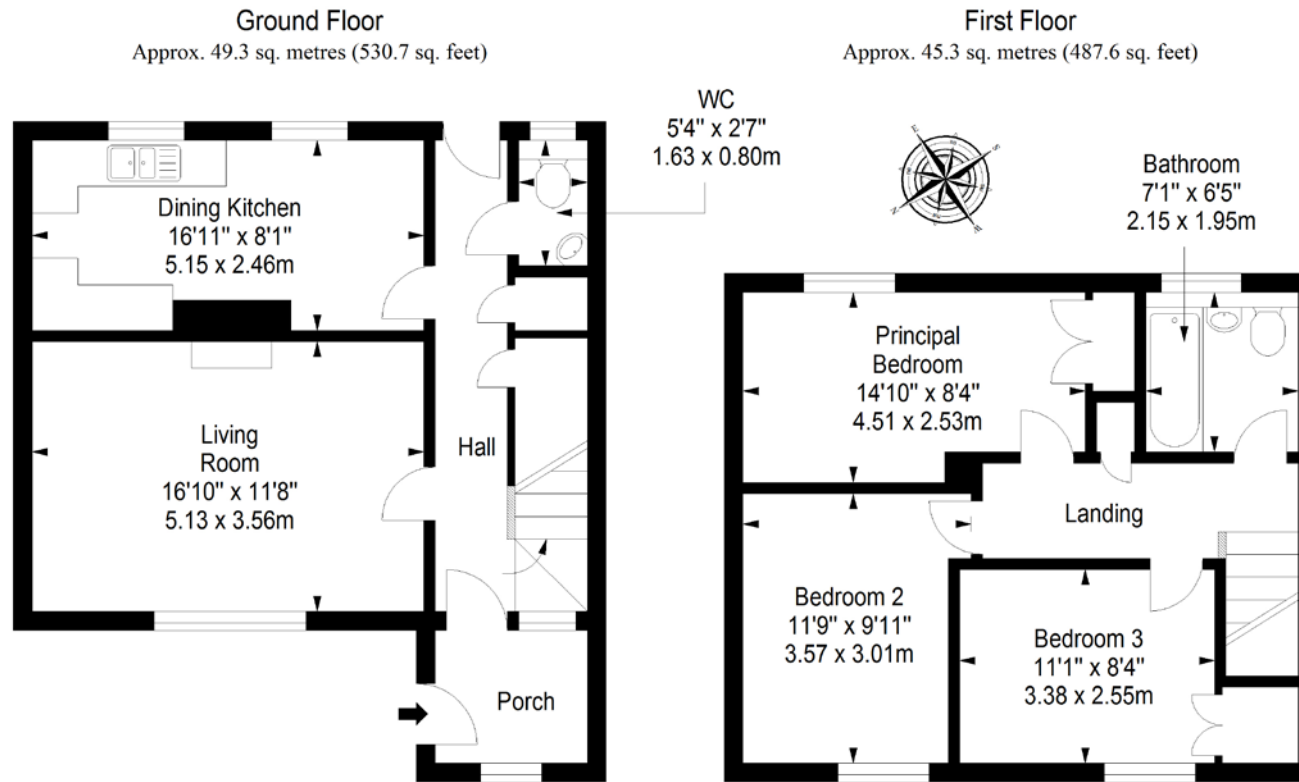 Ground Floor
Approx. 49.3 sq. metres (530.7 sq. feet)
First Floor
Approx. 45.3 sq. metres (487.6 sq. feet)
WC
5'4" x 2'7"
1.63 x 0.80m
Dining Kitchen
16'11" x 8'1"
5.15 x 2.46m
Living
Room
16'10" x 11'8"
5.13 x 3.56m
Hall
Porch
E
S
N
W
Bathroom
7'1" x 6'5"
2.15 x 1.95m
Principal
Bedroom
14'10" x 8'4"
4.51 x 2.53m
Landing
Bedroom 2
11'9" x 9'11"
3.57 x 3.01m
Bedroom 3
11'1" x 8'4"
3.38 x 2.55m